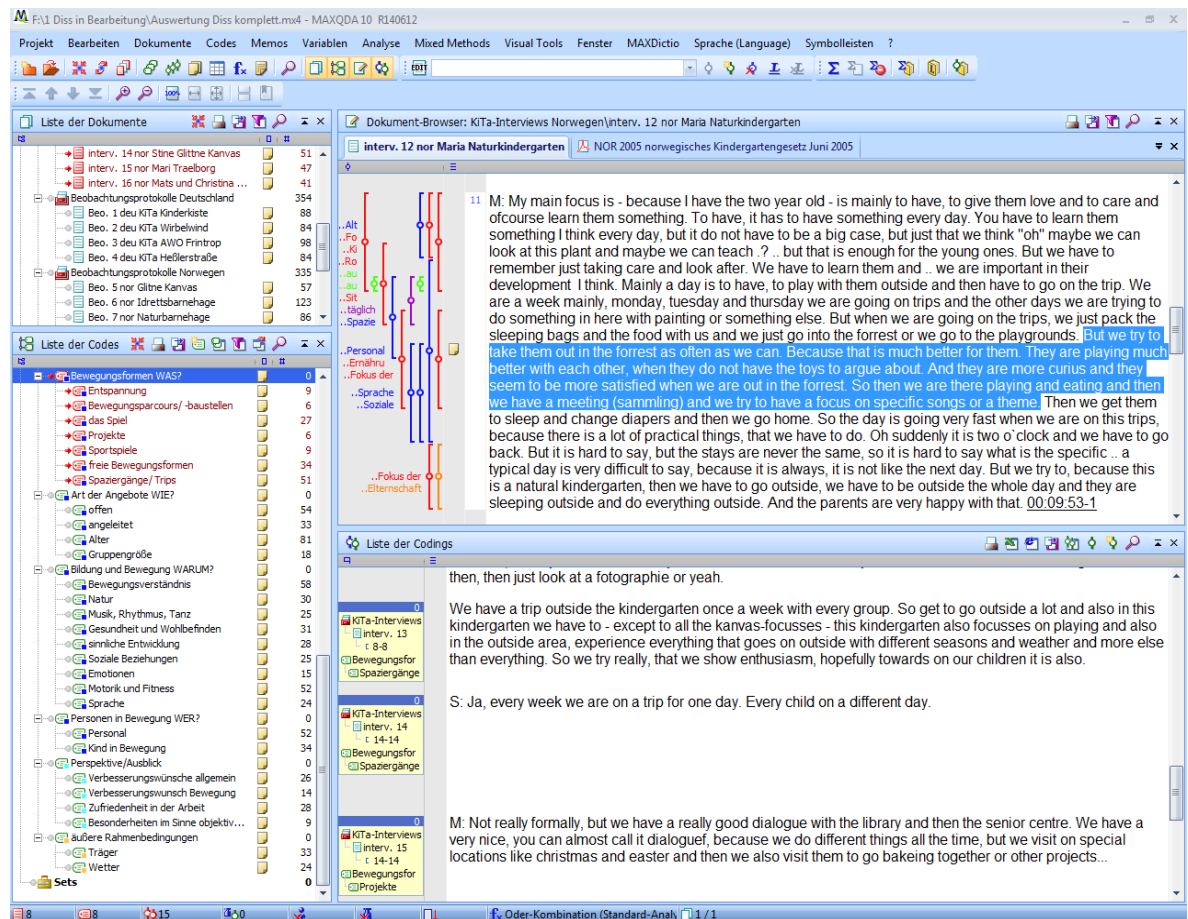 F:\1 Diss in Bearbeitung\Auswertung Diss komplett.mx4 - MAXQDA 10 R140612
Projekt Bearbeiten Dokumente Codes Memos Variablen Analyse Mixed Methods Visual Tools Fenster MAXDictio Sprache (Language) Symbolleisten ?
EDIT
100%
Liste der Dokumente
interv. 14 nor Stine Glittne Kanvas 51
interv. 15 nor Mari Traelborg 47
interv. 16 nor Mats und Christina ... 41
Beobachtungsprotokolle Deutschland 354
Beo. 1 deu KiTa Kinderkiste 88
Beo. 2 deu KiTa Wirbelwind 84
Beo. 3 deu KiTa AWO Frintrop 98
Beo. 4 deu KiTa Heßlerstraße 84
Beobachtungsprotokolle Norwegen 335
Beo. 5 nor Glitne Kanvas 57
Beo. 6 nor Idrettsbarnehage 123
Beo. 7 nor Naturbarnehage 86
Liste der Codes
Bewegungsformen WAS? 0
Entspannung 9
Bewegungsparcours/ -baustellen 6
das Spiel 27
Projekte 6
Sportspiele 9
freie Bewegungsformen 34
Spaziergänge/ Trips 51
Art der Angebote WIE? 0
offen 54
angeleitet 33
Alter 81
Gruppengröße 18
Bildung und Bewegung WARUM? 0
Bewegungsverständnis 58
Natur 30
Musik, Rhythmus, Tanz 25
Gesundheit und Wohlbefinden 31
sinnliche Entwicklung 28
Soziale Beziehungen 25
Emotionen 15
Motorik und Fitness 52
Sprache 24
Personen in Bewegung WER? 0
Personal 52
Kind in Bewegung 34
Perspektive/Ausblick 0
Verbesserungswünsche allgemein 26
Verbesserungswunsch Bewegung 14
Zufriedenheit in der Arbeit 28
Besonderheiten im Sinne objektiv... 9
äußere Rahmenbedingungen 0
Träger 33
Wetter 24
Sets 0
Dokument-Browser: KiTa-Interviews Norwegen\interv. 12 nor Maria Naturkindergarten
interv. 12 nor Maria Naturkindergarten NOR 2005 norwegisches Kindergartengesetz Juni 2005
..Alt
..Fo
..Ki
..Ro
..au
..au
..Sit
..täglich
..Spazie
..Personal
..Ernähru
..Fokus der
..Sprache
..Soziale
..Fokus der
..Elternschaft
11 M: My main focus is - because I have the two year old - is mainly to have, to give them love and to care and
ofcourse learn them something. To have, it has to have something every day. You have to learn them
something I think every day, but it do not have to be a big case, but just that we think "oh" maybe we can
look at this plant and maybe we can teach .? .. but that is enough for the young ones. But we have to
remember just taking care and look after. We have to learn them and .. we are important in their
development I think. Mainly a day is to have, to play with them outside and then have to go on the trip. We
are a week mainly, monday, tuesday and thursday we are going on trips and the other days we are trying to
do something in here with painting or something else. But when we are going on the trips, we just pack the
sleeping bags and the food with us and we just go into the forrest or we go to the playgrounds. But we try to
take them out in the forrest as often as we can. Because that is much better for them. They are playing much
better with each other, when they do not have the toys to argue about. And they are more curius and they
seem to be more satisfied when we are out in the forrest. So then we are there playing and eating and then
we have a meeting (sammling) and we try to have a focus on specific songs or a theme. Then we get them
to sleep and change diapers and then we go home. So the day is going very fast when we are on this trips,
because there is a lot of practical things, that we have to do. Oh suddenly it is two o`clock and we have to go
back. But it is hard to say, but the stays are never the same, so it is hard to say what is the specific .. a
typical day is very difficult to say, because it is always, it is not like the next day. But we try to, because this
is a natural kindergarten, then we have to go outside, we have to be outside the whole day and they are
sleeping outside and do everything outside. And the parents are very happy with that. 00:09:53-1
Liste der Codings
then, then just look at a fotographie or yeah.
0
KiTa-Interviews
interv. 13
8-8
Bewegungsfor
Spaziergänge
We have a trip outside the kindergarten once a week with every group. So get to go outside a lot and also in this
kindergarten we have to - except to all the kanvas-focusses - this kindergarten also focusses on playing and also
in the outside area, experience everything that goes on outside with different seasons and weather and more else
than everything. So we try really, that we show enthusiasm, hopefully towards on our children it is also.
0
KiTa-Interviews
interv. 14
14-14
Bewegungsfor
Spaziergänge
S: Ja, every week we are on a trip for one day. Every child on a different day.
0
KiTa-Interviews
interv. 15
14-14
Bewegungsfor
Projekte
M: Not really formally, but we have a really good dialogue with the library and then the senior centre. We have a
very nice, you can almost call it dialoguef, because we do different things all the time, but we visit on special
locations like christmas and easter and then we also visit them to go bakeing together or other projects...
8 8 15 0 Oder-Kombination (Standard-Analy 1 / 1